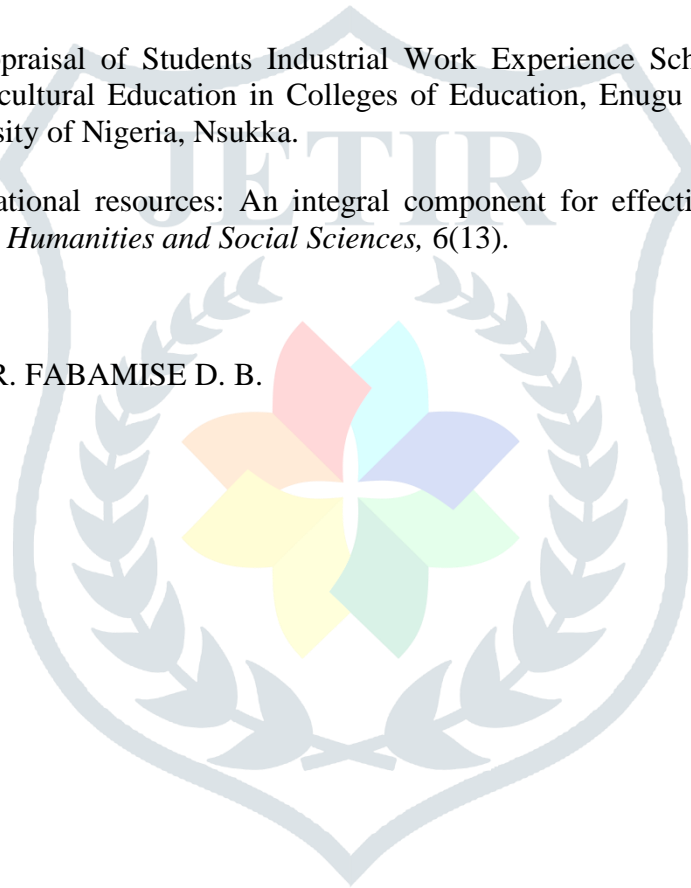 praisal of Students Industrial Work Experience Sch
cultural Education in Colleges of Education, Enugu
sity of Nigeria, Nsukka.
JETIR
ational resources: An integral component for effecti
Humanities and Social Sciences, 6(13).
R. FABAMISE D. B.